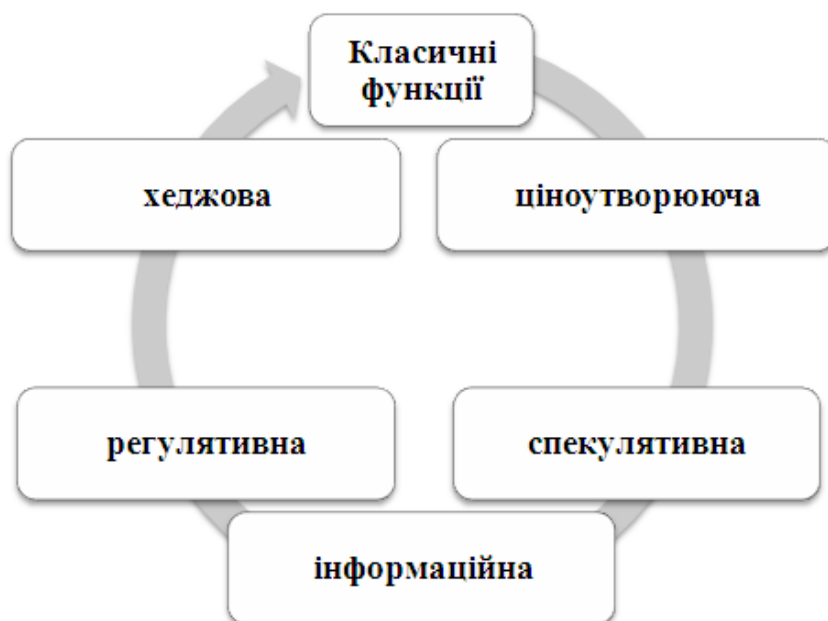 Класичні
функції
хеджова
ціноутворююча
регулятивна
спекулятивна
інформаційна